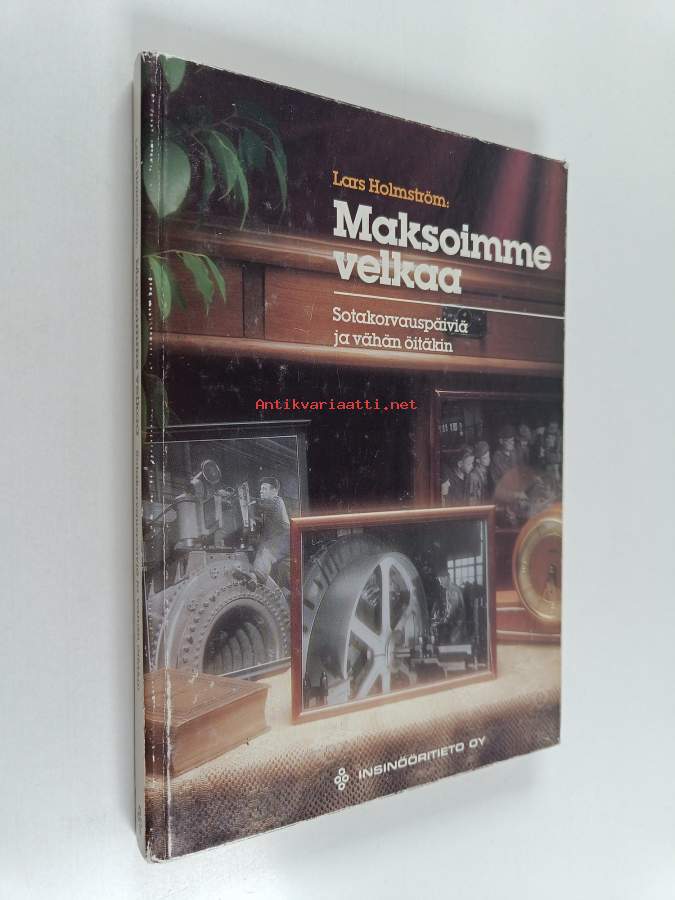 Lars Holmström:
Maksoimme
velkaa
Sotakorvauspäiviä
ja vähän öitäkin
Antikvariaatti.net
INSINÖÖRITIETO OY